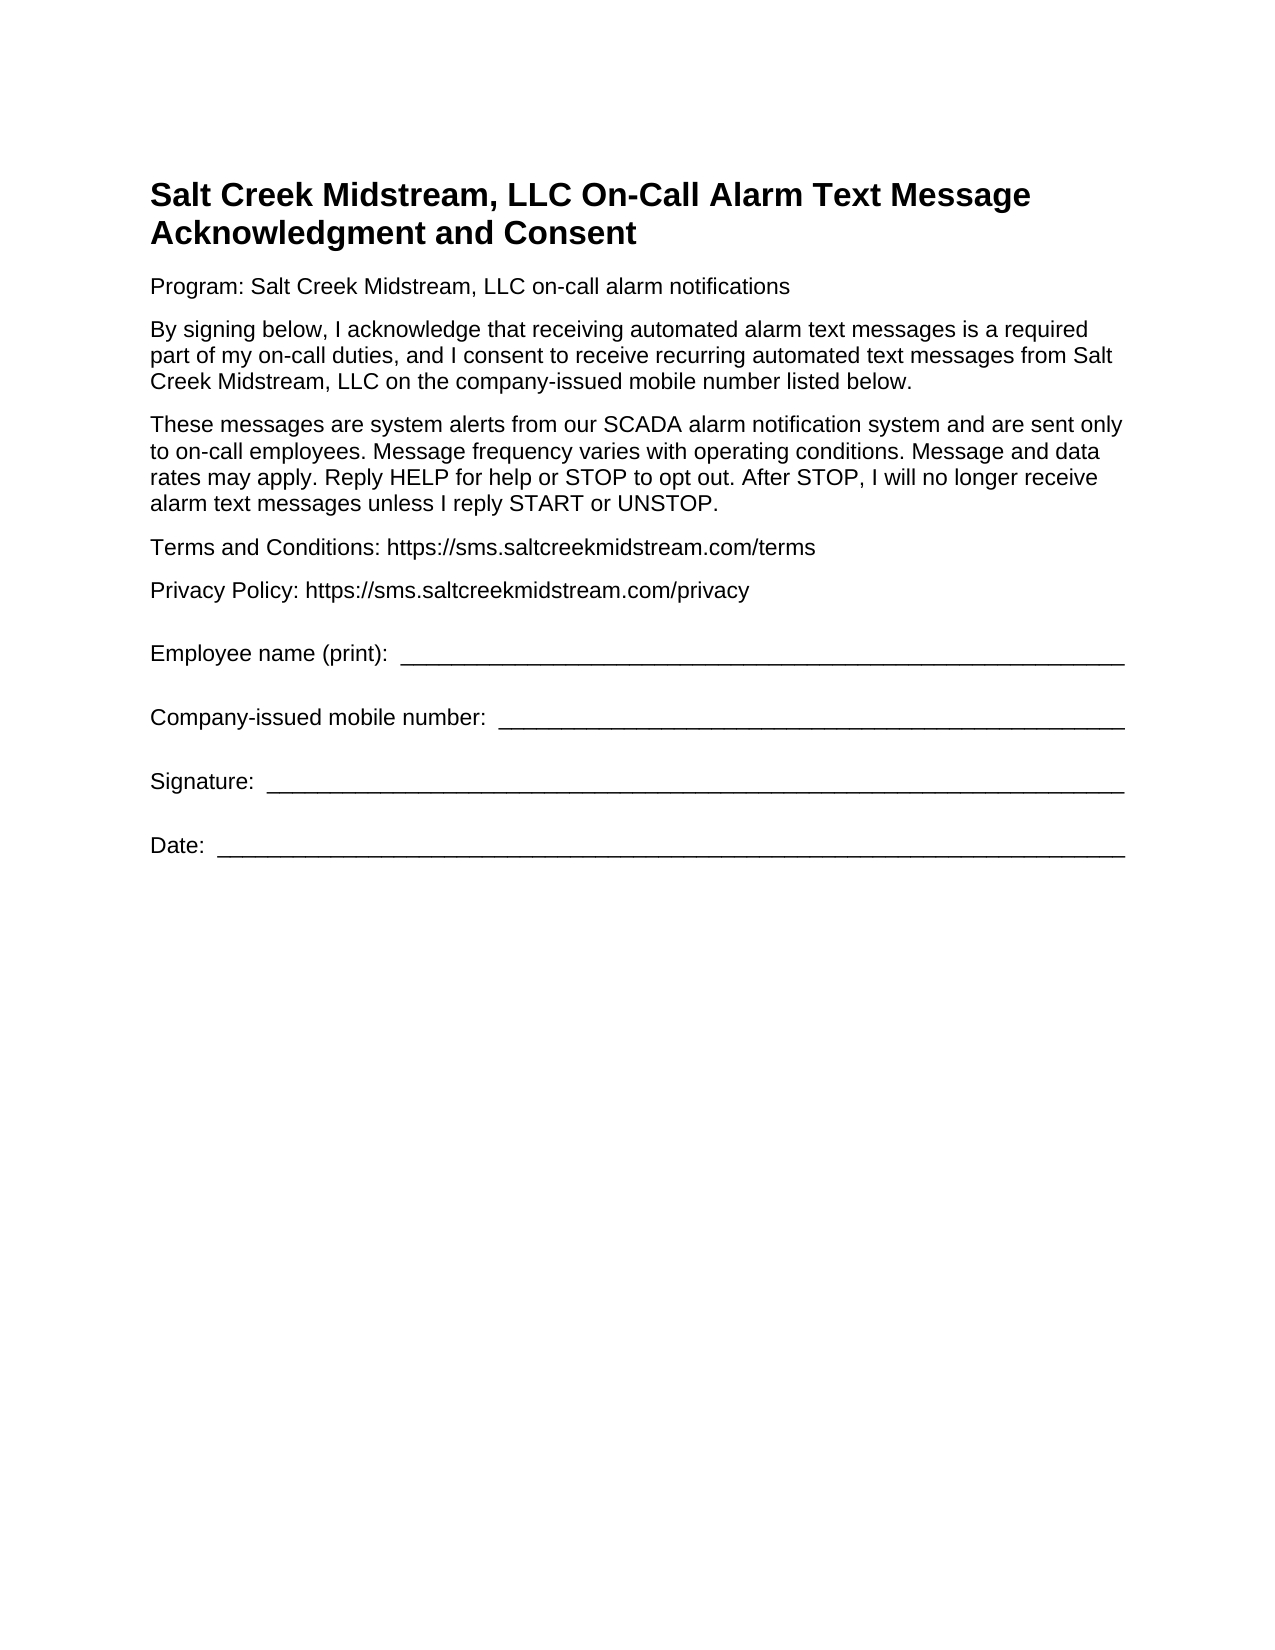 Salt Creek Midstream, LLC On-Call Alarm Text Message
Acknowledgment and Consent
Program: Salt Creek Midstream, LLC on-call alarm notifications
By signing below, I acknowledge that receiving automated alarm text messages is a required
part of my on-call duties, and I consent to receive recurring automated text messages from Salt
Creek Midstream, LLC on the company-issued mobile number listed below.
These messages are system alerts from our SCADA alarm notification system and are sent only
to on-call employees. Message frequency varies with operating conditions. Message and data
rates may apply. Reply HELP for help or STOP to opt out. After STOP, I will no longer receive
alarm text messages unless I reply START or UNSTOP.
Terms and Conditions: https://sms.saltcreekmidstream.com/terms
Privacy Policy: https://sms.saltcreekmidstream.com/privacy
Employee name (print):
Company-issued mobile number:
Signature:
Date: